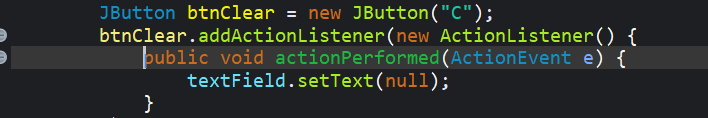 JButton btnClear = new JButton("C");
btnClear.addActionListener(new ActionListener() {
public void actionPerformed(ActionEvent e) {
textField.setText(null);
}